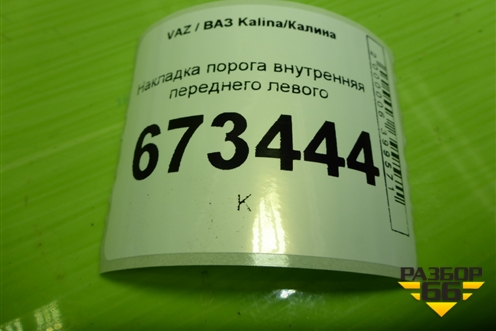 VAZ / ВАЗ Kalina/Калина
Накладка порога внутренняя
переднего левого
673444
К
РАЗБОР
66